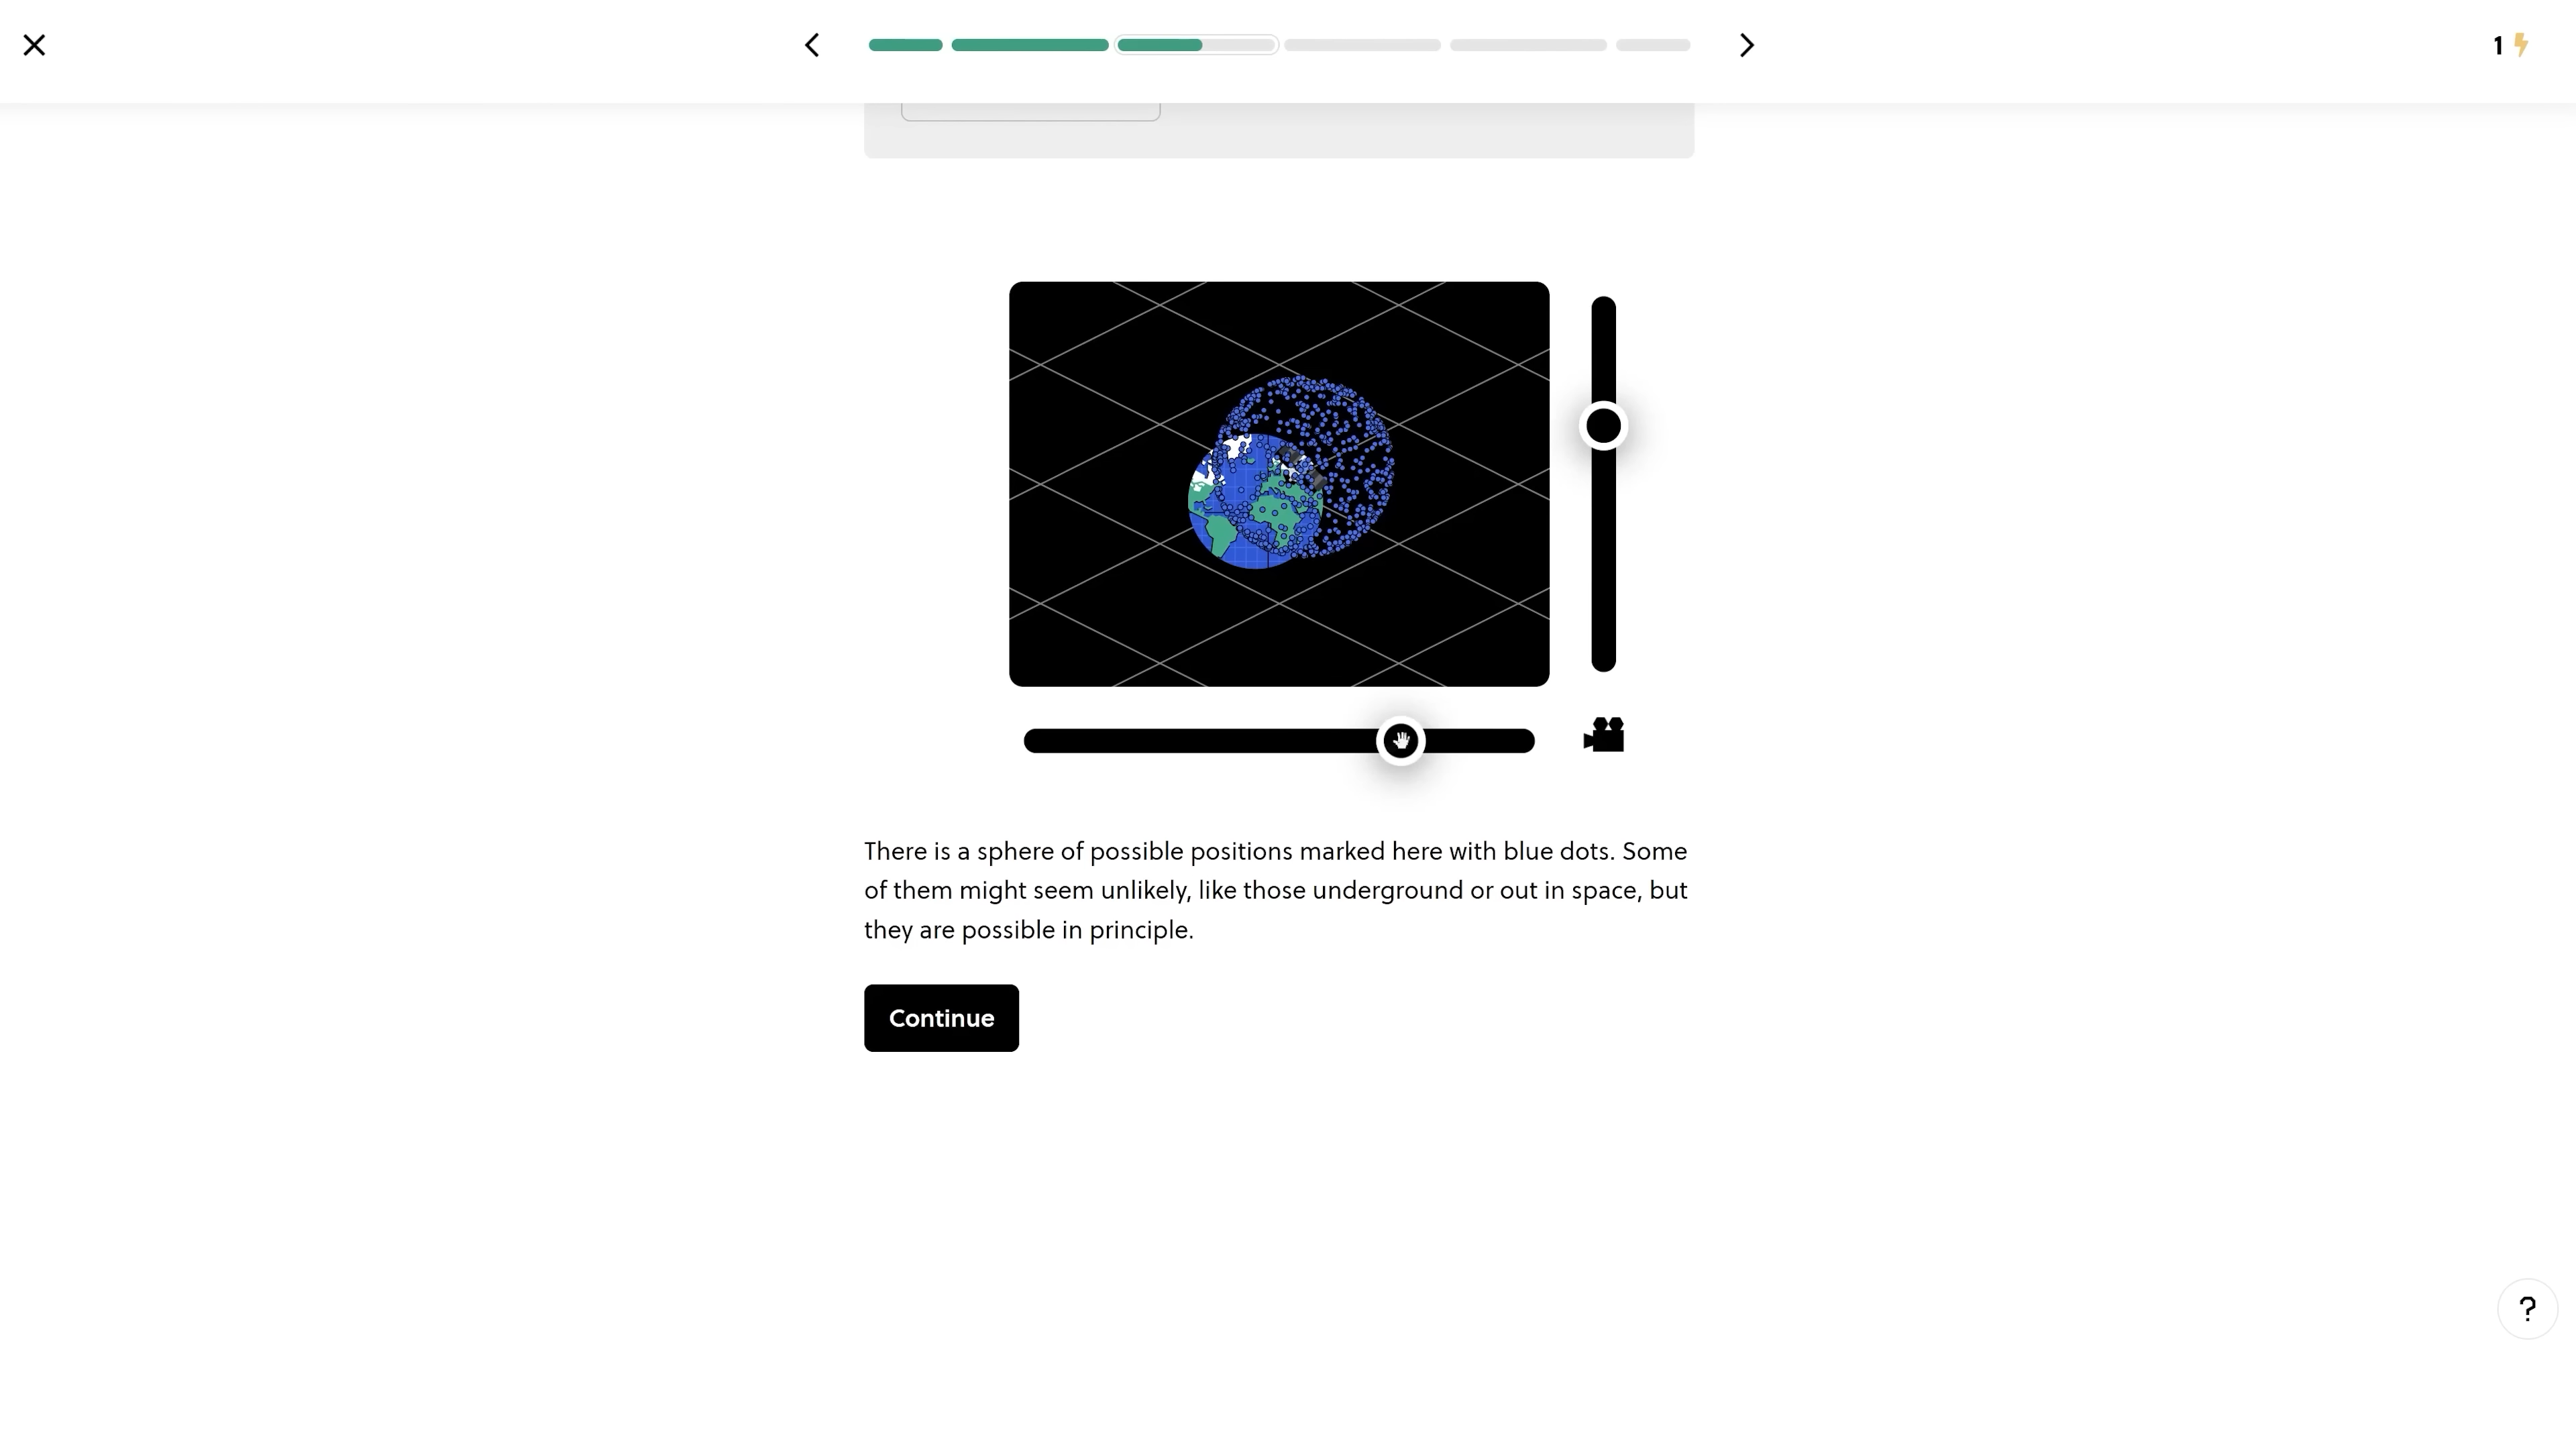 1
There is a sphere of possible positions marked here with blue dots. Some
of them might seem unlikely, like those underground or out in space, but
they are possible in principle.
Continue
?